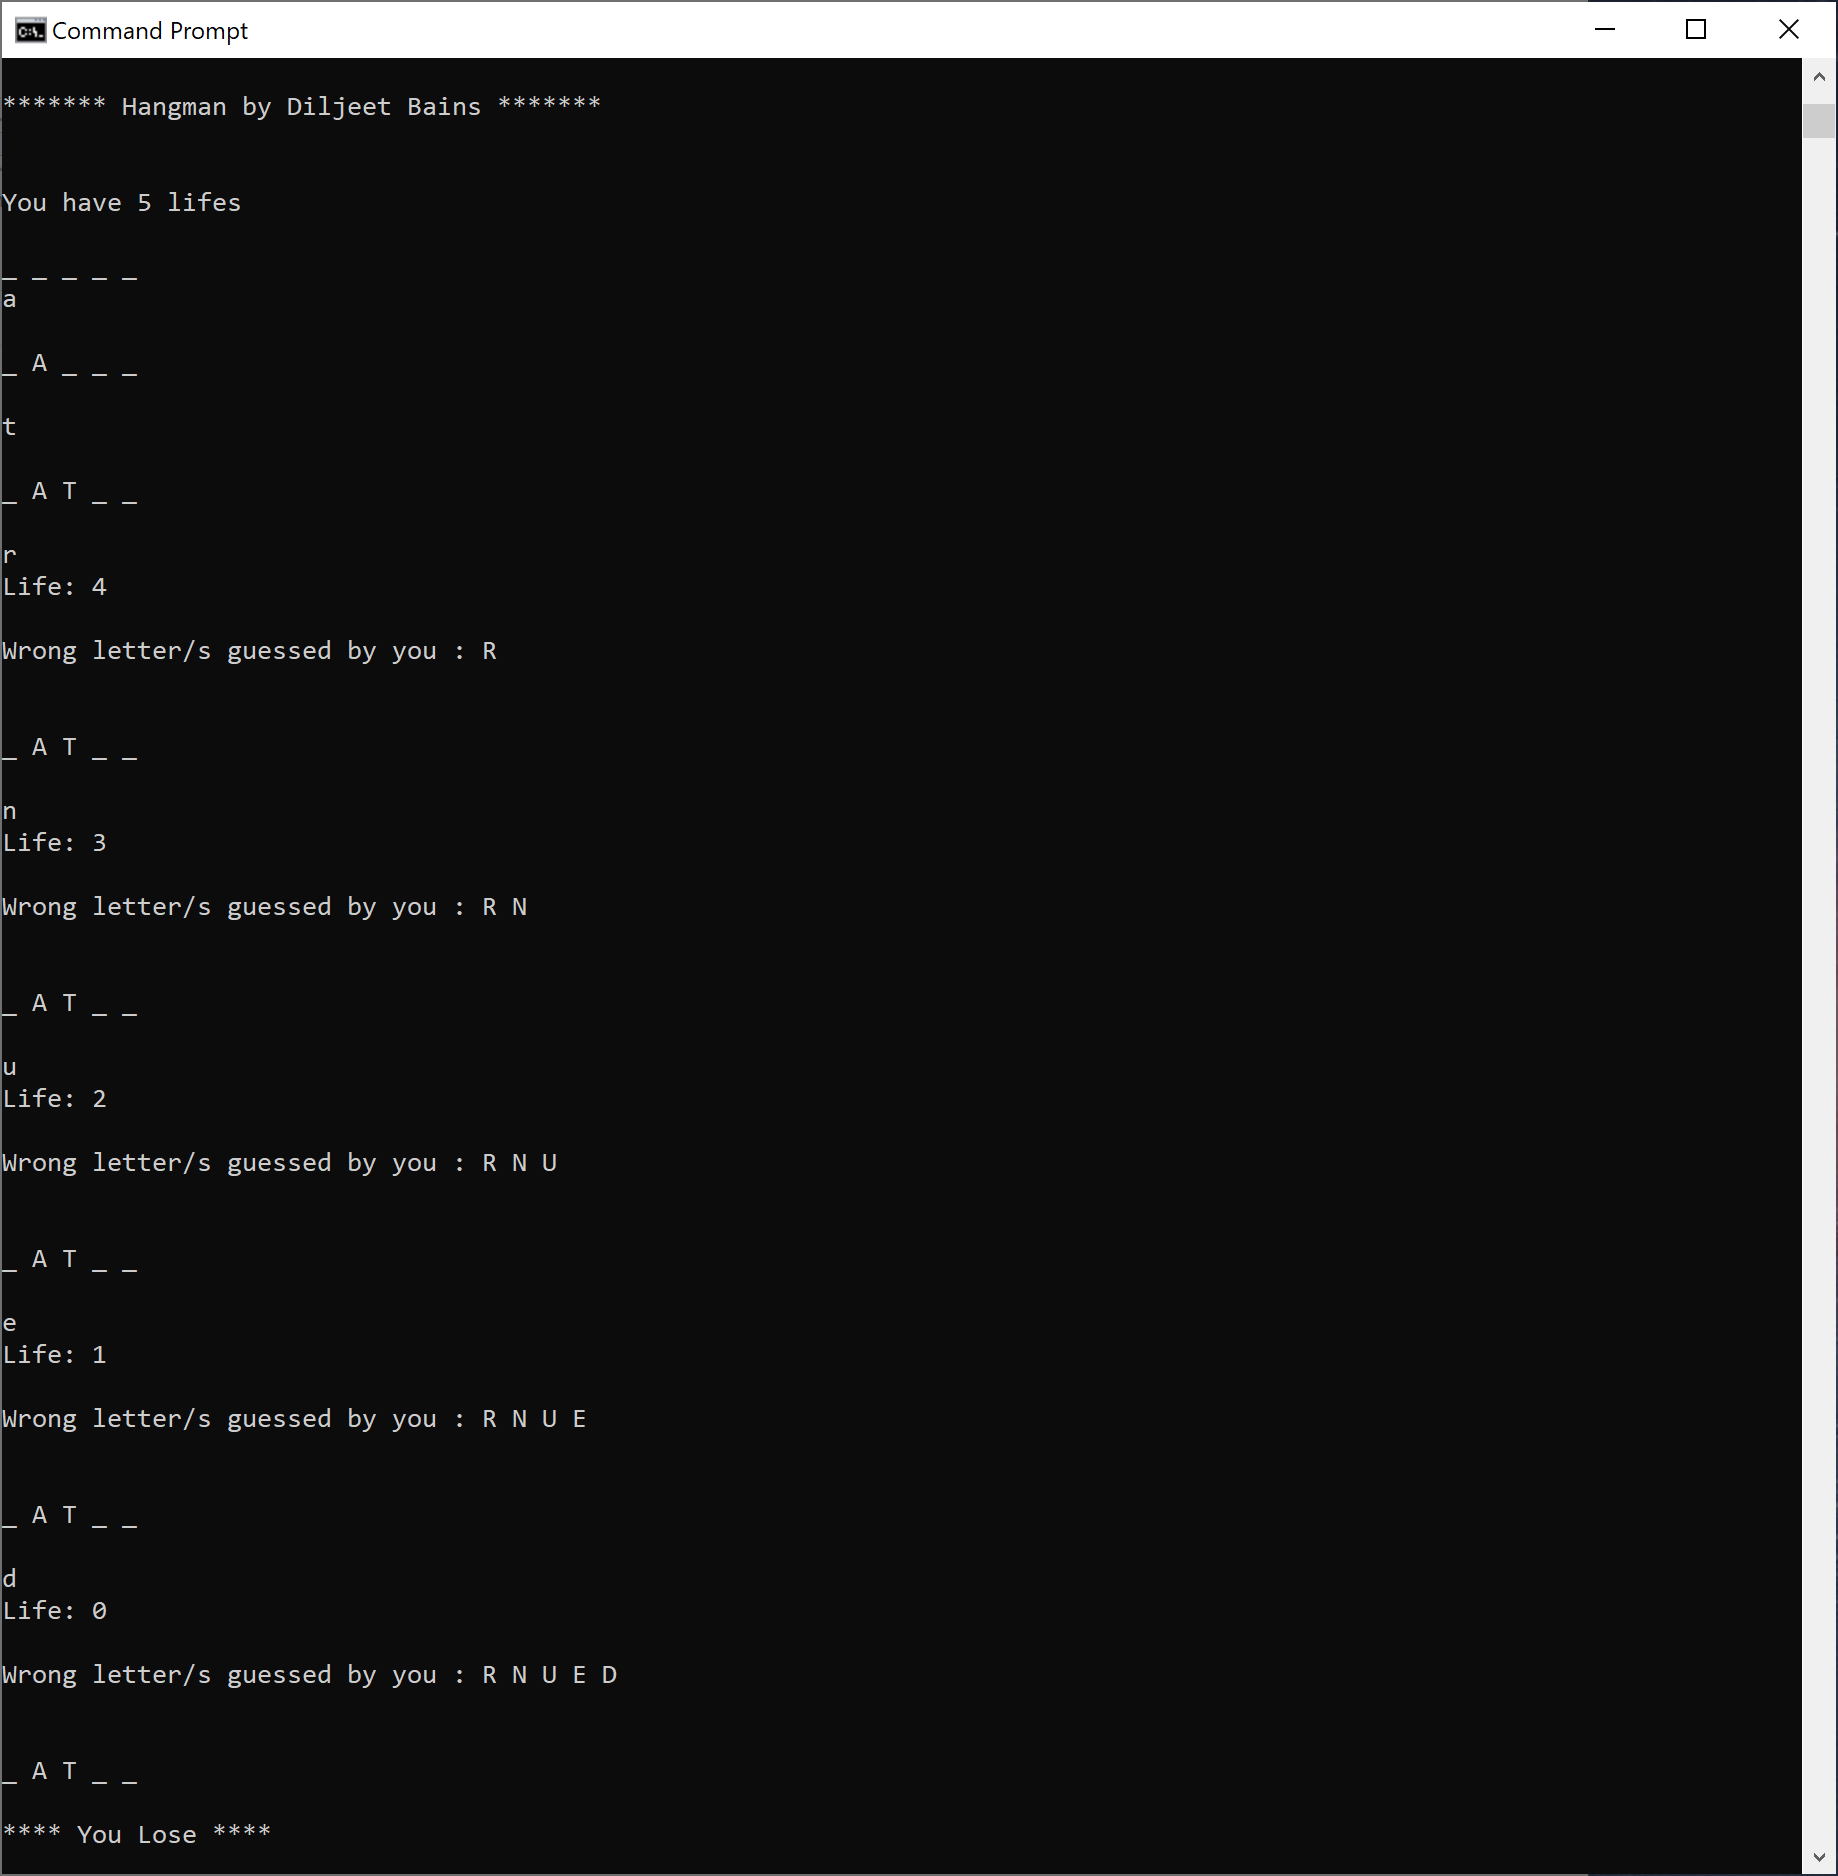 Command Prompt
******* Hangman by Diljeet Bains *******
You have 5 lifes
_ _ _ _ _
a
_ A _ _ _
t
_ A T _ _
r
Life: 4
Wrong letter/s guessed by you : R
_ A T _ _
n
Life: 3
Wrong letter/s guessed by you : R N
_ A T _ _
u
Life: 2
Wrong letter/s guessed by you : R N U
_ A T _ _
e
Life: 1
Wrong letter/s guessed by you : R N U E
_ A T _ _
d
Life: 0
Wrong letter/s guessed by you : R N U E D
_ A T _ _
**** You Lose ****